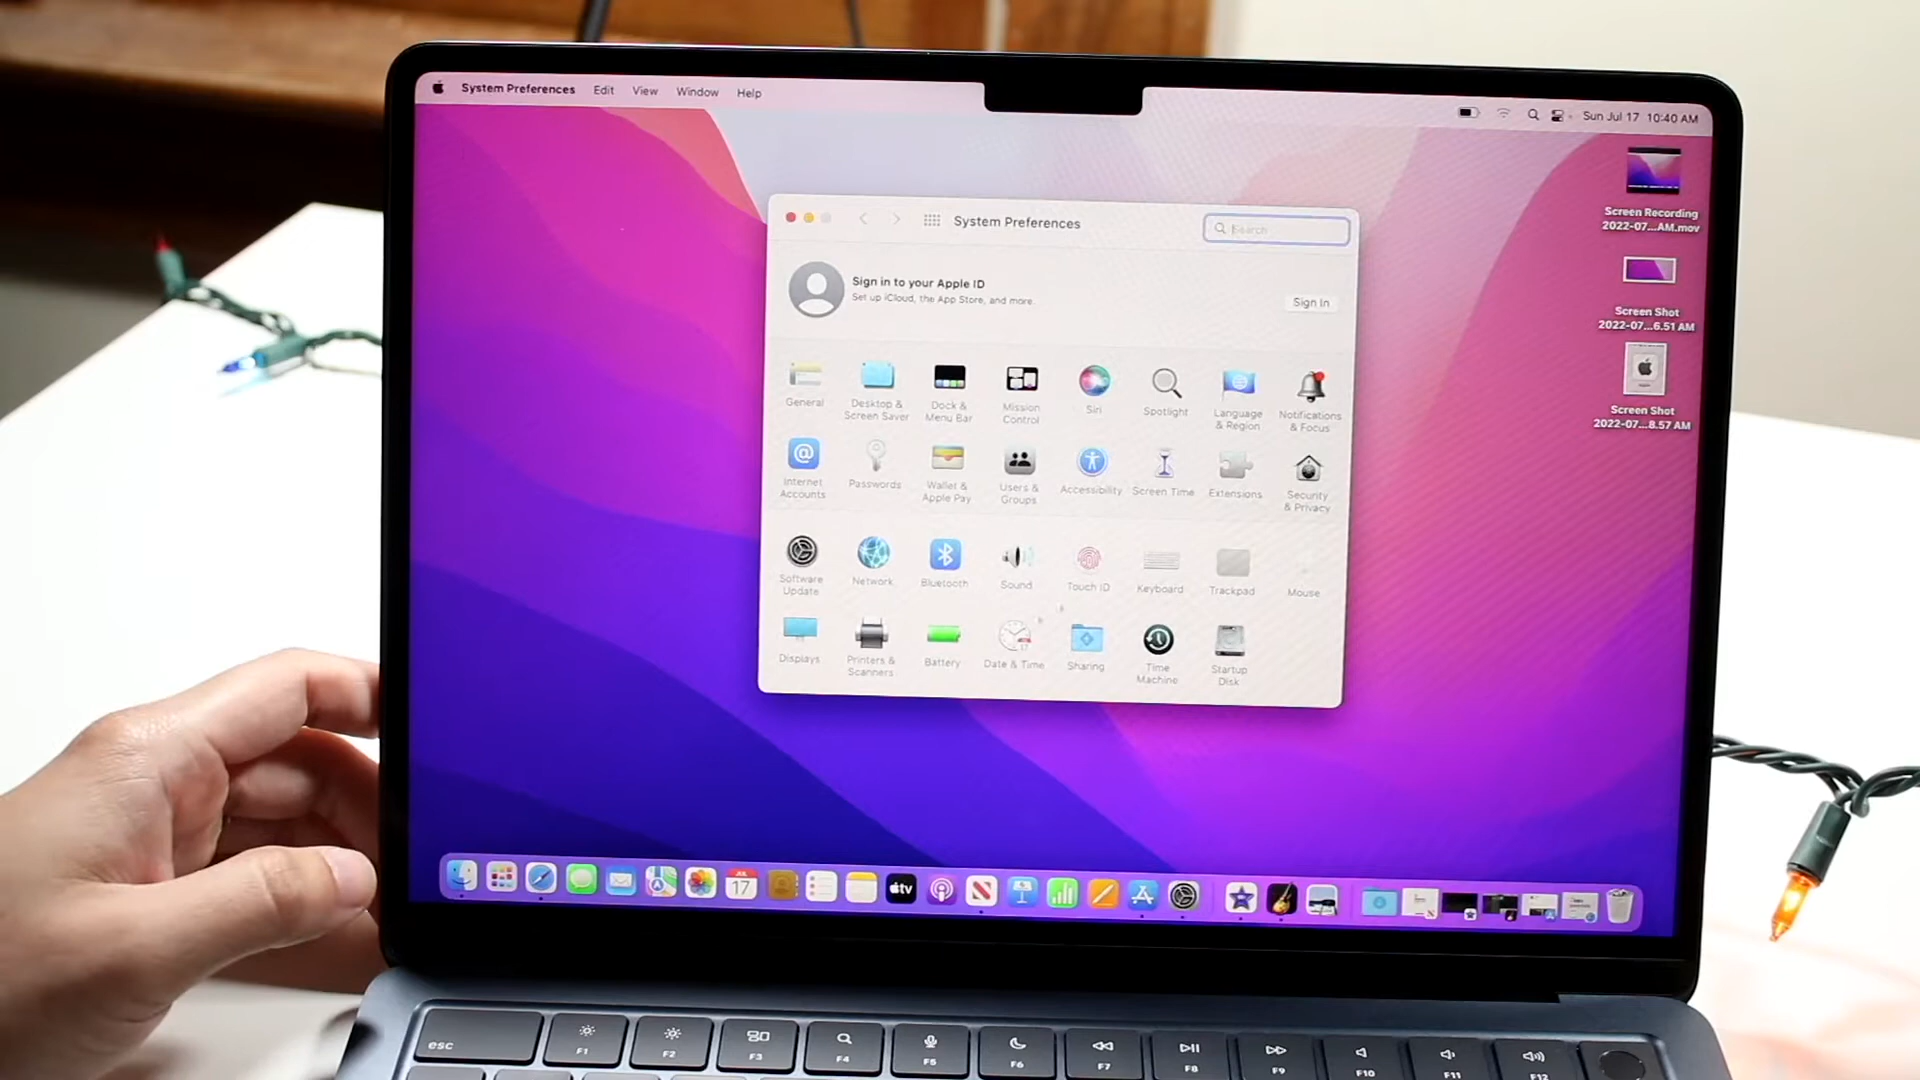 System Preferences Edit View Window Help
Sun Jul 17 10:40 AM
System Preferences
Search
Sign in to your Apple ID
Set up iCloud, the App Store, and more.
Sign In
General
Desktop &
Screen Saver
Dock &
Menu Bar
Mission
Control
Siri
Spotlight
Language
& Region
Notifications
& Focus
Internet
Accounts
Passwords
Wallet &
Apple Pay
Users &
Groups
Accessibility
Screen Time
Extensions
Security
& Privacy
Software
Update
Network
Bluetooth
Sound
Touch ID
Keyboard
Trackpad
Mouse
Displays
Printers &
Scanners
Battery
Date & Time
Sharing
Time
Machine
Startup
Disk
Screen Recording
2022-07...AM.mov
Screen Shot
2022-07...6.51 AM
Screen Shot
2022-07...8.57 AM
JUL
17
tv
esc
F1
F2
F3
F4
F5
F6
F7
F8
F9
F10
F11
F12